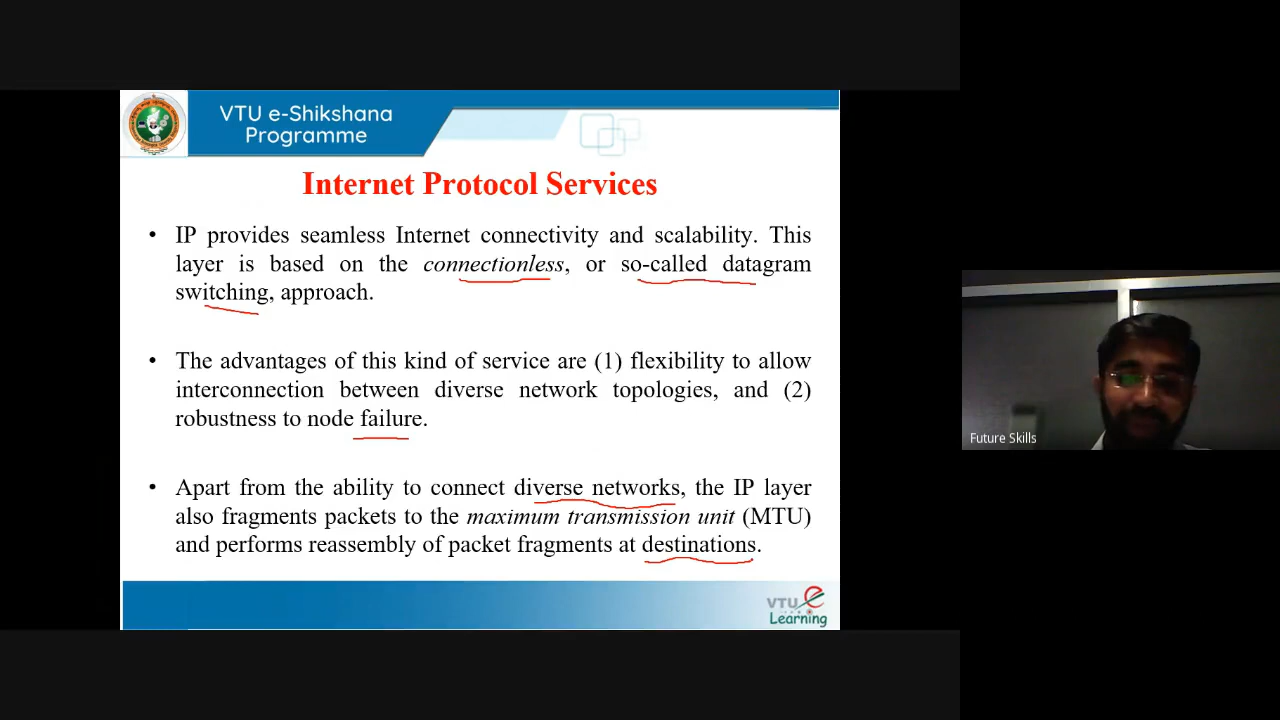 VTU e-Shikshana
Programme
Internet Protocol Services
• IP provides seamless Internet connectivity and scalability. This
layer is based on the connectionless, or so-called datagram
switching, approach.
• The advantages of this kind of service are (1) flexibility to allow
interconnection between diverse network topologies, and (2)
robustness to node failure.
• Apart from the ability to connect diverse networks, the IP layer
also fragments packets to the maximum transmission unit (MTU)
and performs reassembly of packet fragments at destinations.
VTU e
Learning
Future Skills